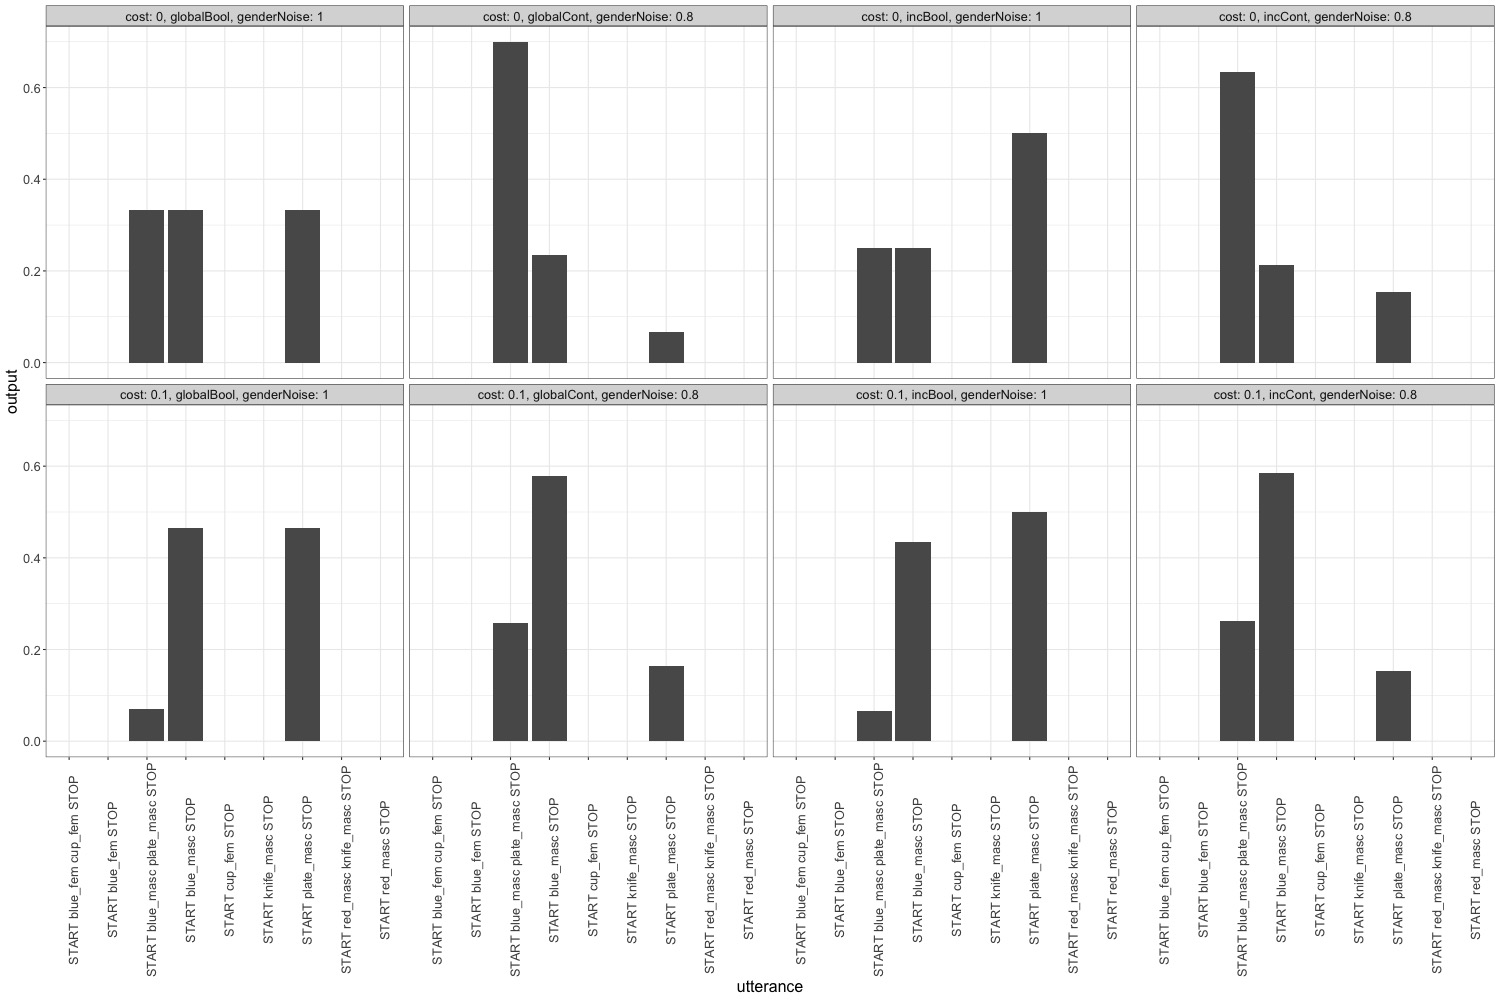 cost: 0, globalBool, genderNoise: 1
cost: 0, globalCont, genderNoise: 0.8
cost: 0, incBool, genderNoise: 1
cost: 0, incCont, genderNoise: 0.8
0.6
0.4
0.2
0.0
output
cost: 0.1, globalBool, genderNoise: 1
cost: 0.1, globalCont, genderNoise: 0.8
cost: 0.1, incBool, genderNoise: 1
cost: 0.1, incCont, genderNoise: 0.8
0.6
0.4
0.2
0.0
START blue_fem cup_fem STOP
START blue_fem STOP
START blue_masc plate_masc STOP
START blue_masc STOP
START cup_fem STOP
START knife_masc STOP
START plate_masc STOP
START red_masc knife_masc STOP
START red_masc STOP
START blue_fem cup_fem STOP
START blue_fem STOP
START blue_masc plate_masc STOP
START blue_masc STOP
START cup_fem STOP
START knife_masc STOP
START plate_masc STOP
START red_masc knife_masc STOP
START red_masc STOP
START blue_fem cup_fem STOP
START blue_fem STOP
START blue_masc plate_masc STOP
START blue_masc STOP
START cup_fem STOP
START knife_masc STOP
START plate_masc STOP
START red_masc knife_masc STOP
START red_masc STOP
START blue_fem cup_fem STOP
START blue_fem STOP
START blue_masc plate_masc STOP
START blue_masc STOP
START cup_fem STOP
START knife_masc STOP
START plate_masc STOP
START red_masc knife_masc STOP
START red_masc STOP
utterance